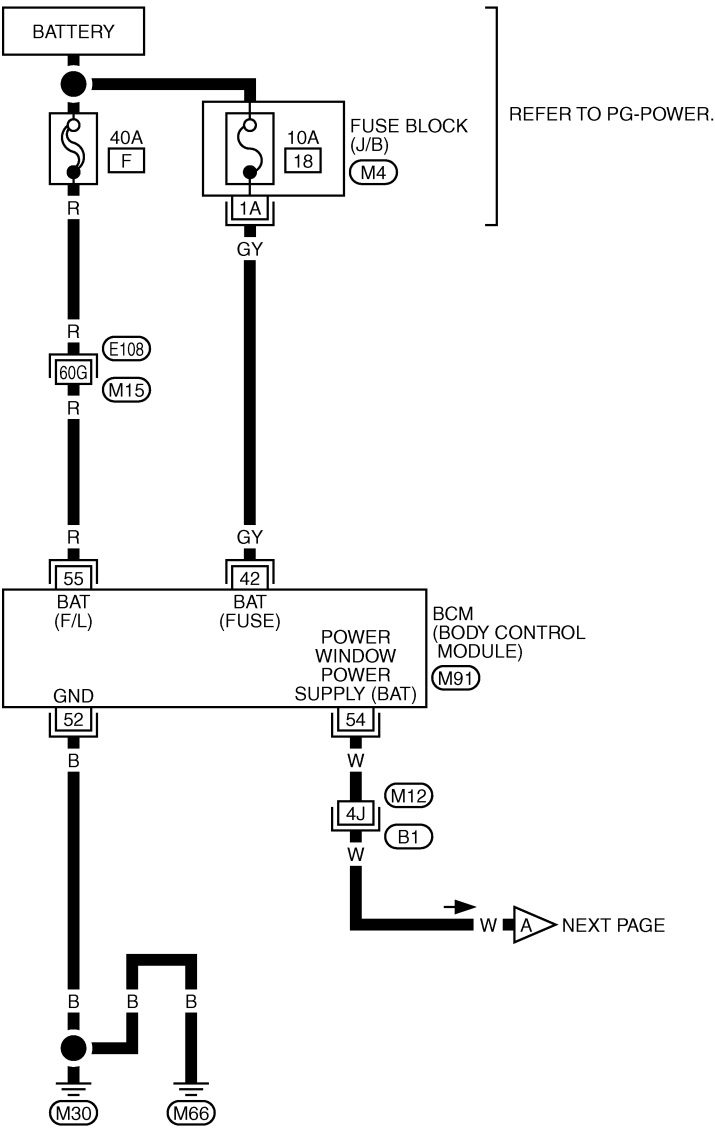 BATTERY
REFER TO PG-POWER.
40A
F
10A
18
FUSE BLOCK
(J/B)
M4
1A
R
GY
R
E108
60G
M15
R
R
GY
55
42
BAT
(F/L)
BAT
(FUSE)
BCM
(BODY CONTROL
MODULE)
M91
POWER
WINDOW
POWER
SUPPLY (BAT)
GND
52
54
B
W
M12
4J
B1
W
W
A
NEXT PAGE
B
B
B
M30
M66